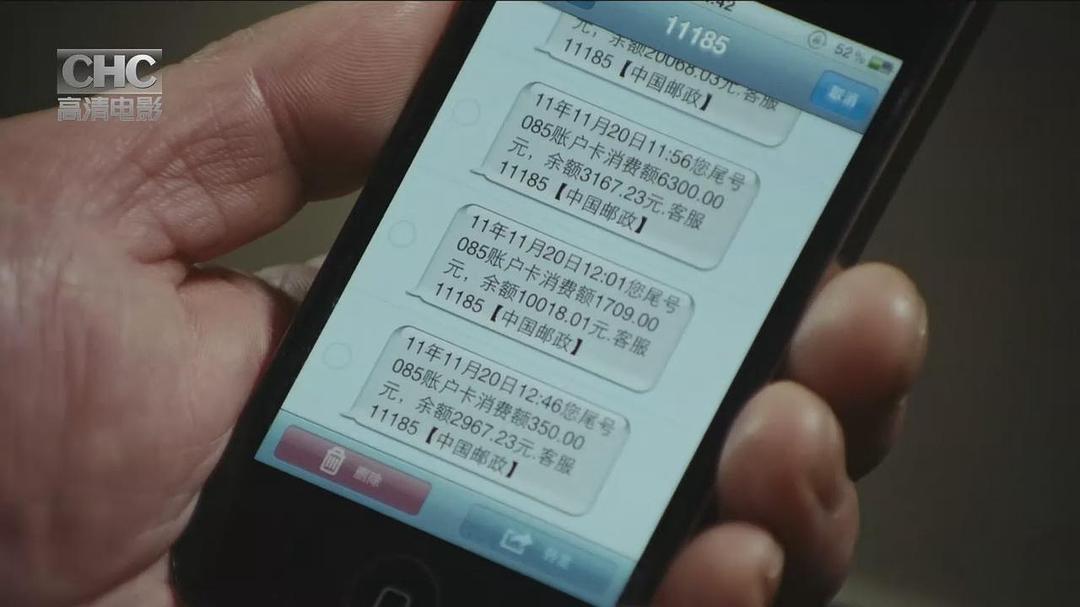 CHC
高清电影
:42
52%
11185
取消
元，余额20068.03元.客服
11185【中国邮政】
11年11月20日11:56您尾号
085账户卡消费额6300.00
元，余额3167.23元.客服
11185【中国邮政】
11年11月20日12:01您尾号
085账户卡消费额1709.00
元，余额10018.01元.客服
11185【中国邮政】
11年11月20日12:46您尾号
085账户卡消费额350.00
元，余额2967.23元.客服
11185【中国邮政】
删除
转发